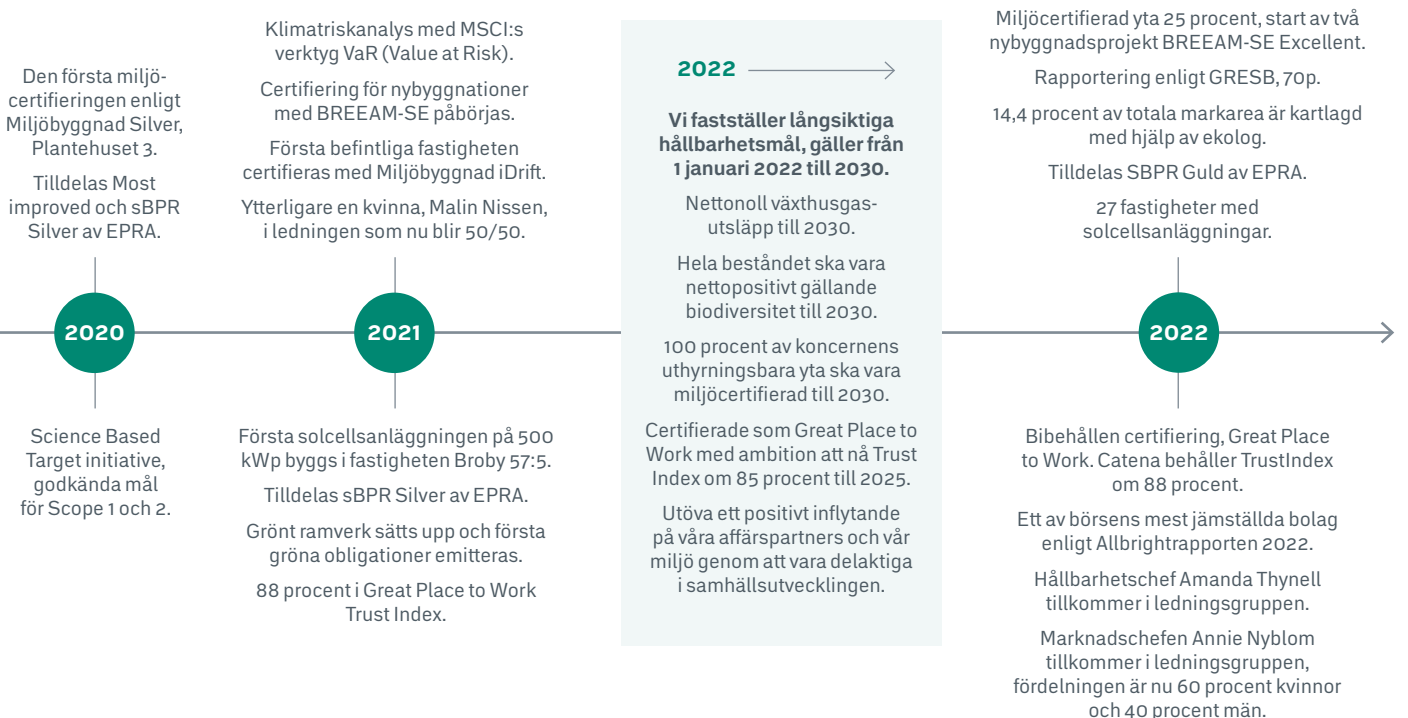 Den första miljö-
certifieringen enligt
Miljöbyggnad Silver,
Plantehuset 3.
Tilldelas Most
improved och sBPR
Silver av EPRA.
2020
Science Based
Target initiative,
godkända mål
för Scope 1 och 2.
Klimatriskanalys med MSCI:s
verktyg VaR (Value at Risk).
Certifiering för nybyggnationer
med BREEAM-SE påbörjas.
Första befintliga fastigheten
certifieras med Miljöbyggnad iDrift.
Ytterligare en kvinna, Malin Nissen,
i ledningen som nu blir 50/50.
2021
Första solcellsanläggningen på 500
kWp byggs i fastigheten Broby 57:5.
Tilldelas sBPR Silver av EPRA.
Grönt ramverk sätts upp och första
gröna obligationer emitteras.
88 procent i Great Place to Work
Trust Index.
2022
Vi fastställer långsiktiga
hållbarhetsmål, gäller från
1 januari 2022 till 2030.
Nettonoll växthusgas-
utsläpp till 2030.
Hela beståndet ska vara
nettopositivt gällande
biodiversitet till 2030.
100 procent av koncernens
uthyrningsbara yta ska vara
miljöcertifierad till 2030.
Certifierade som Great Place to
Work med ambition att nå Trust
Index om 85 procent till 2025.
Utöva ett positivt inflytande
på våra affärspartners och vår
miljö genom att vara delaktiga
i samhällsutvecklingen.
Miljöcertifierad yta 25 procent, start av två
nybyggnadsprojekt BREEAM-SE Excellent.
Rapportering enligt GRESB, 70p.
14,4 procent av totala markarea är kartlagd
med hjälp av ekolog.
Tilldelas SBPR Guld av EPRA.
27 fastigheter med
solcellsanläggningar.
2022
Bibehållen certifiering, Great Place
to Work. Catena behåller TrustIndex
om 88 procent.
Ett av börsens mest jämställda bolag
enligt Allbrightrapporten 2022.
Hållbarhetschef Amanda Thynell
tillkommer i ledningsgruppen.
Marknadschefen Annie Nyblom
tillkommer i ledningsgruppen,
fördelningen är nu 60 procent kvinnor
och 40 procent män.